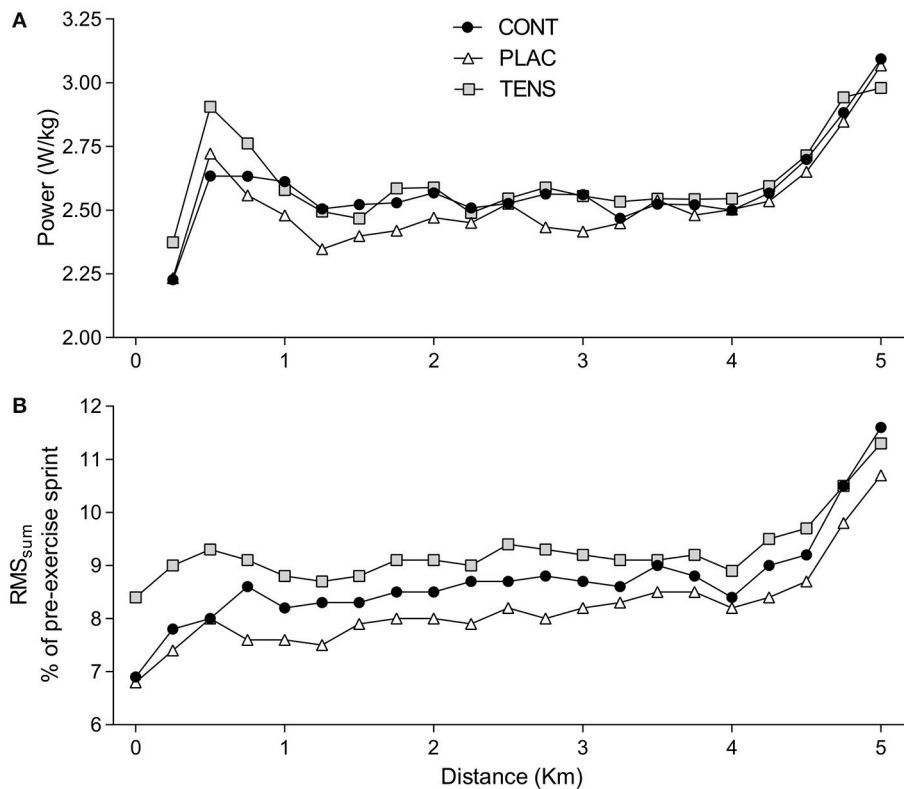 A
CONT
PLAC
TENS
Power (W/kg)
3.25
3.00
2.75
2.50
2.25
2.00
0 1 2 3 4 5
B
RMSsum
% of pre-exercise sprint
12
11
10
9
8
7
6
0 1 2 3 4 5
Distance (Km)